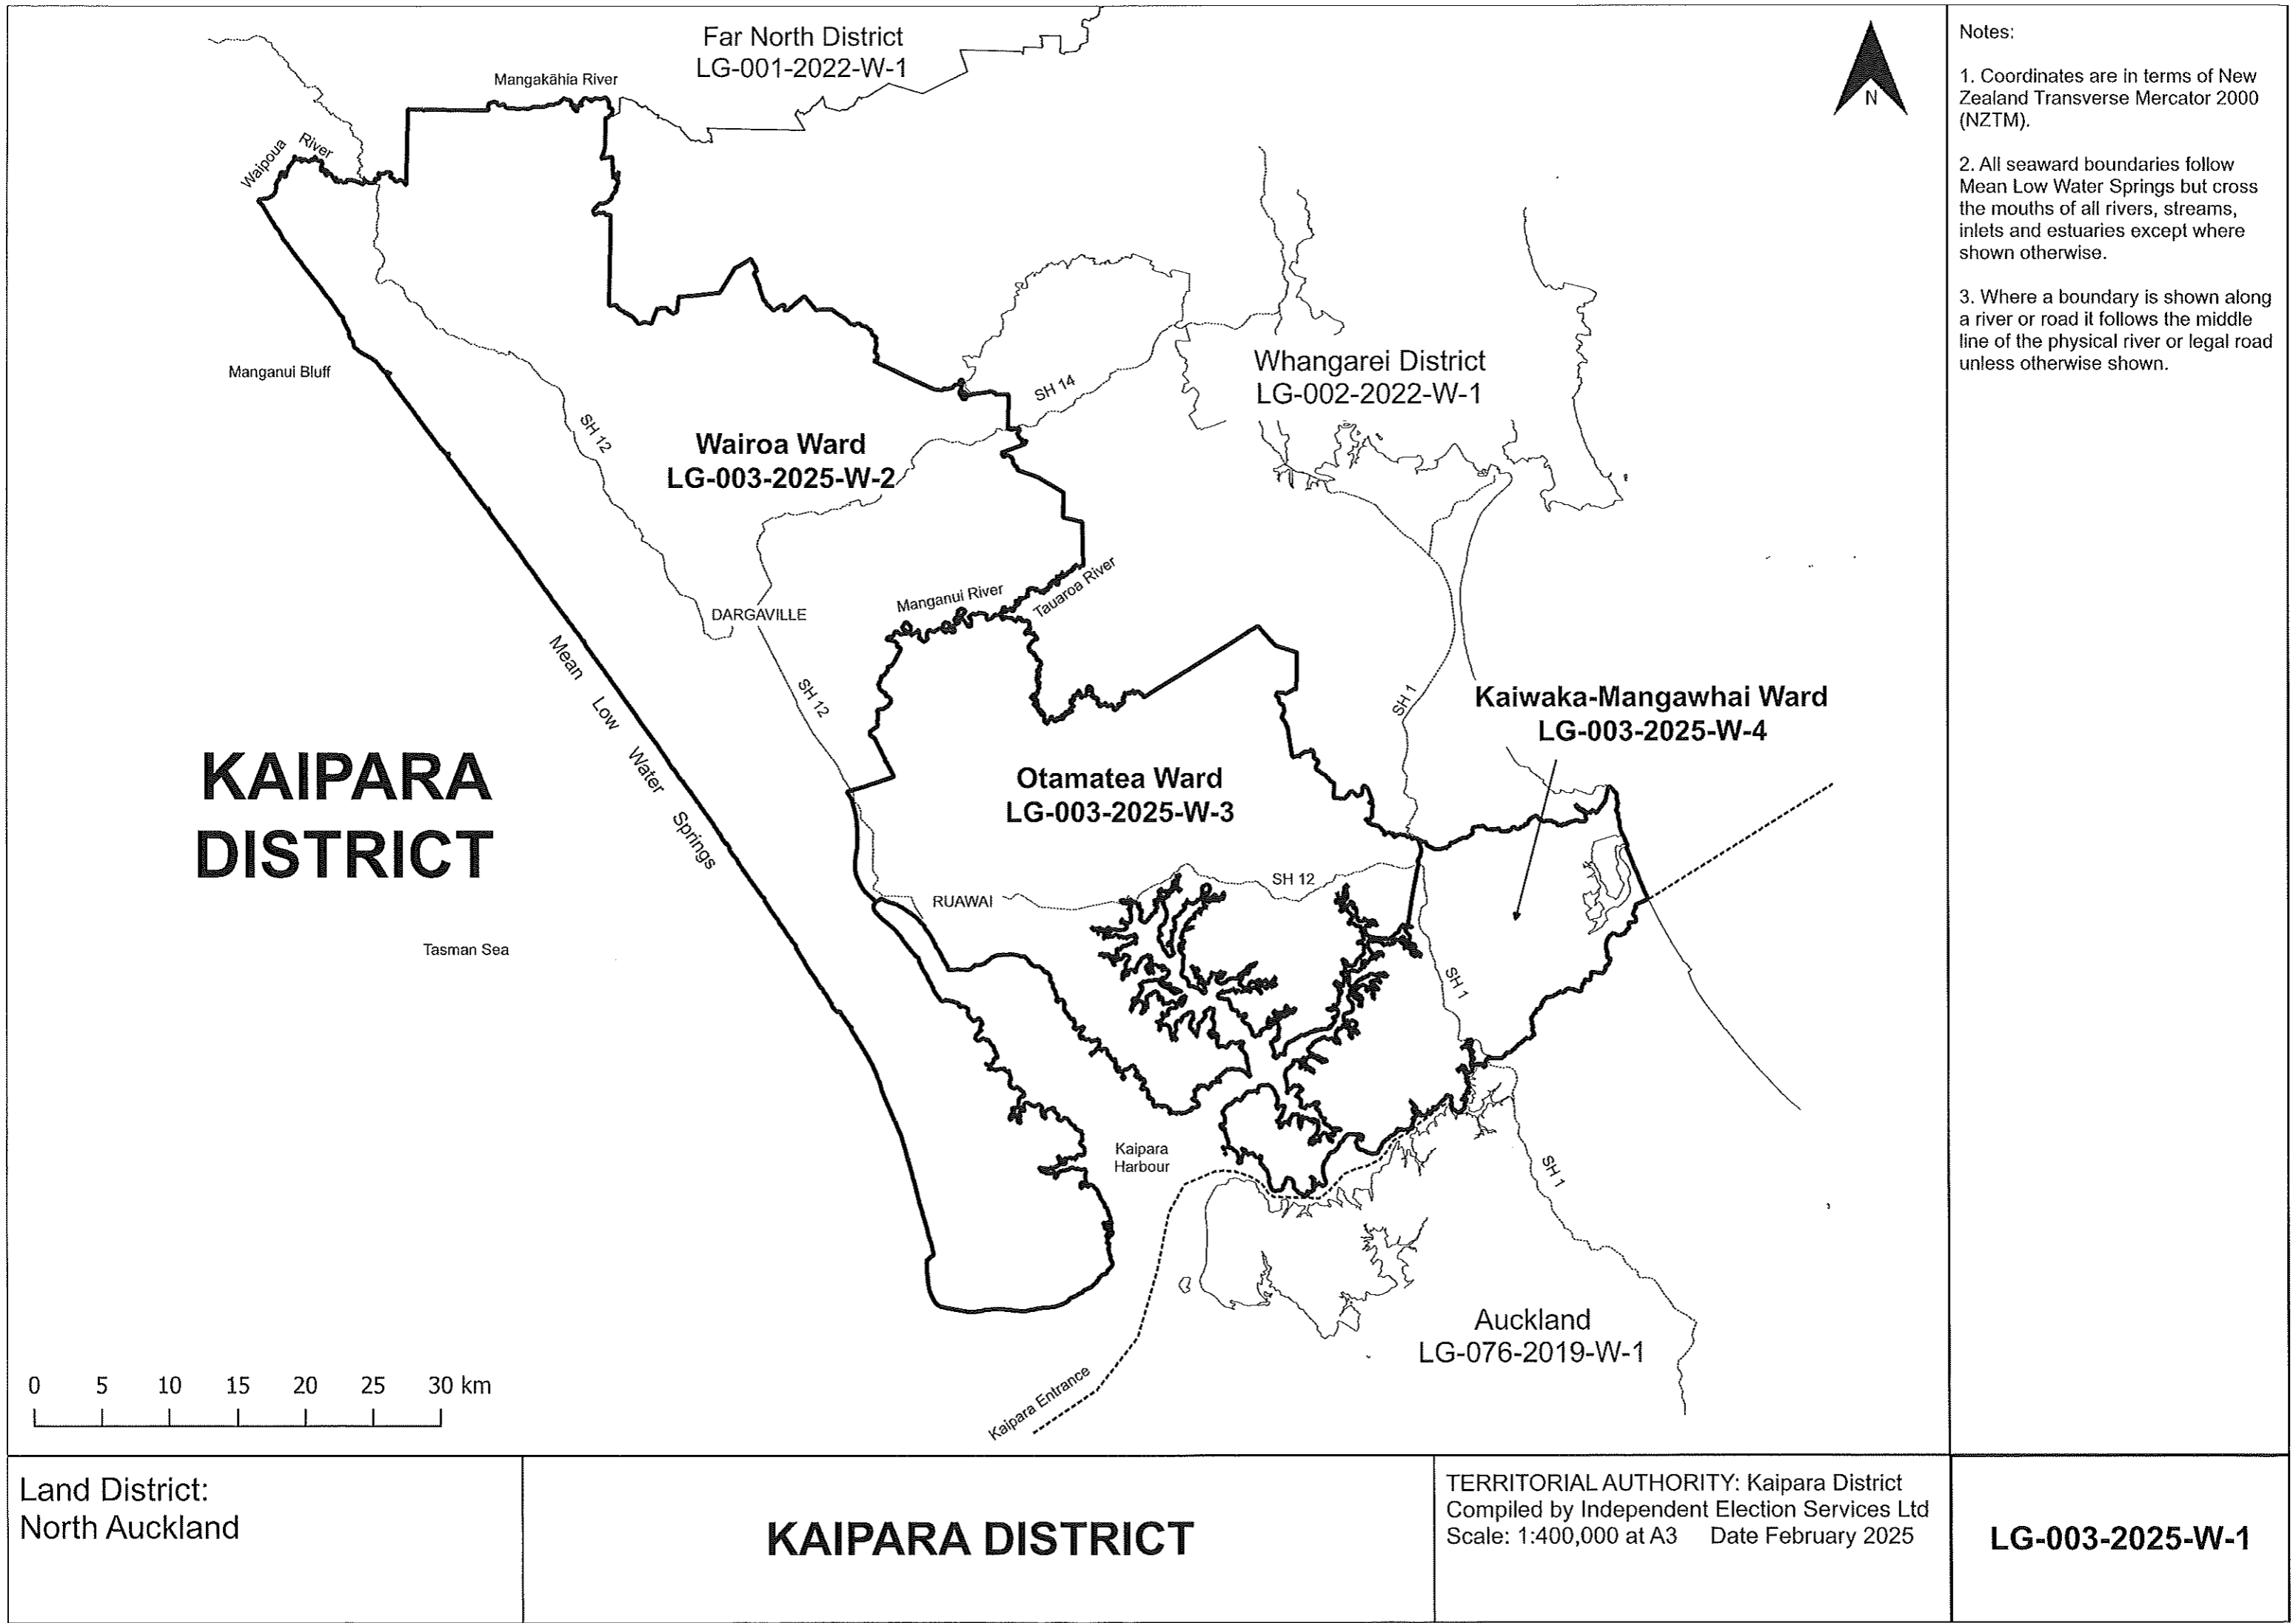 Far North District
LG-001-2022-W-1
Mangakāhia River
Waipoua River
N
Notes:
1. Coordinates are in terms of New
Zealand Transverse Mercator 2000
(NZTM).
2. All seaward boundaries follow
Mean Low Water Springs but cross
the mouths of all rivers, streams,
inlets and estuaries except where
shown otherwise.
3. Where a boundary is shown along
a river or road it follows the middle
line of the physical river or legal road
unless otherwise shown.
Manganui Bluff
Whangarei District
LG-002-2022-W-1
SH 14
SH 12
Wairoa Ward
LG-003-2025-W-2
Manganui River
Tauaroa River
DARGAVILLE
Mean Low Water Springs
SH 12
SH 1
Kaiwaka-Mangawhai Ward
LG-003-2025-W-4
KAIPARA
DISTRICT
Otamatea Ward
LG-003-2025-W-3
SH 12
RUAWAI
Tasman Sea
SH 1
Kaipara
Harbour
SH 1
Auckland
LG-076-2019-W-1
Kaipara Entrance
0 5 10 15 20 25 30 km
Land District:
North Auckland
KAIPARA DISTRICT
TERRITORIAL AUTHORITY: Kaipara District
Compiled by Independent Election Services Ltd
Scale: 1:400,000 at A3 Date February 2025
LG-003-2025-W-1